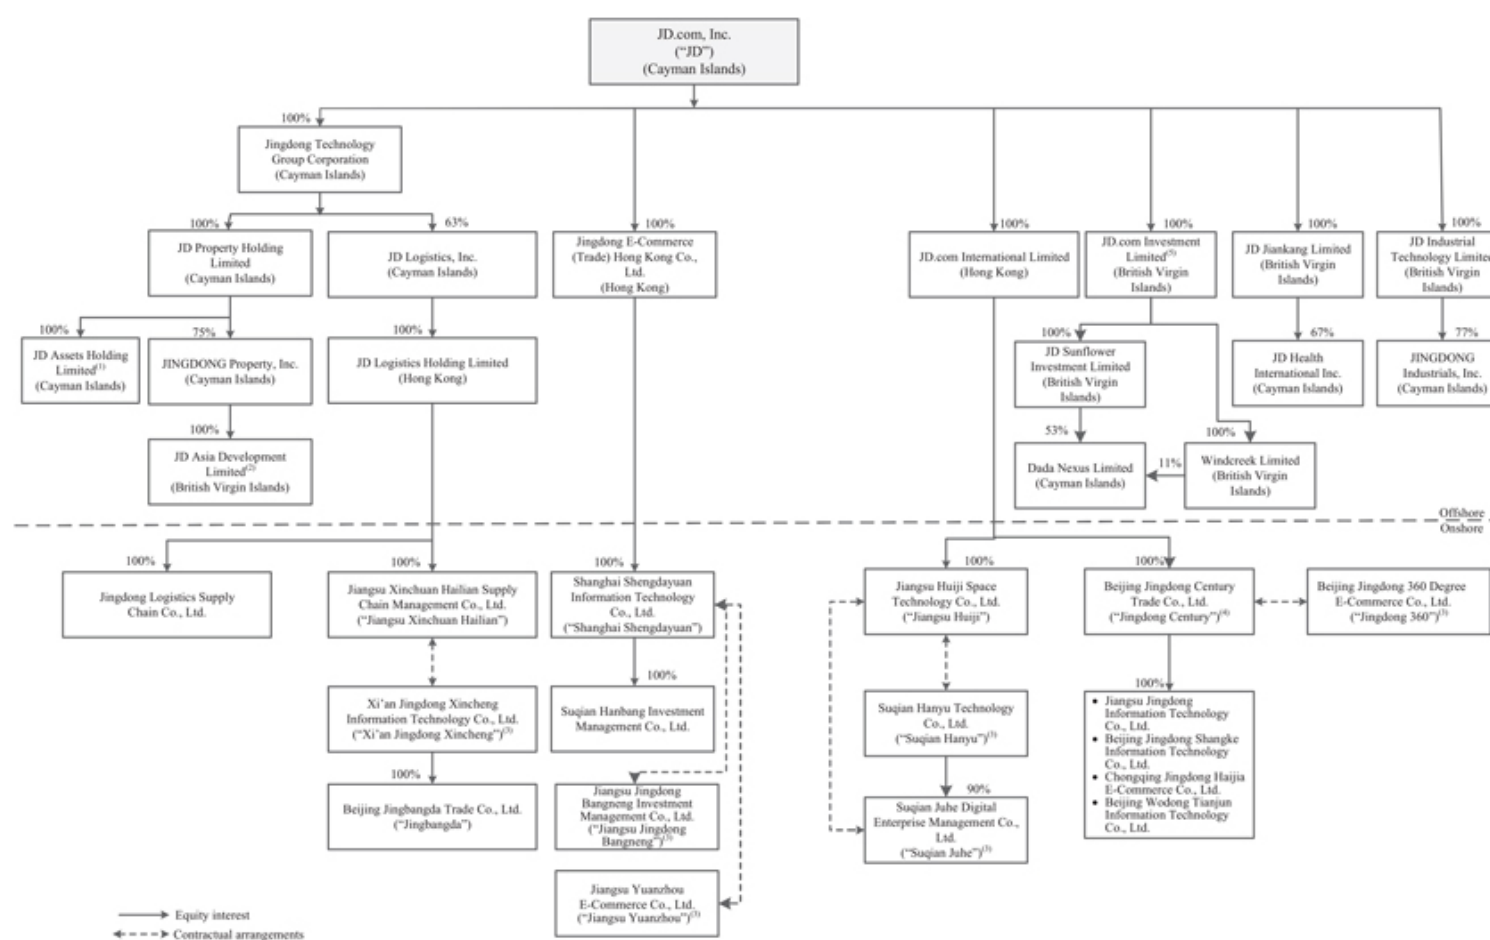 JD.com, Inc.
(“JD”)
(Cayman Islands)
100%
Jingdong Technology
Group Corporation
(Cayman Islands)
100%
63%
100%
100%
100%
100%
100%
JD Property Holding
Limited
(Cayman Islands)
JD Logistics, Inc.
(Cayman Islands)
Jingdong E-Commerce
(Trade) Hong Kong Co.,
Ltd.
(Hong Kong)
JD.com International Limited
(Hong Kong)
JD.com Investment
Limited(5)
(British Virgin
Islands)
JD Jiankang Limited
(British Virgin
Islands)
JD Industrial
Technology Limited
(British Virgin
Islands)
100%
75%
100%
100%
67%
77%
JD Assets Holding
Limited(1)
(Cayman Islands)
JINGDONG Property, Inc.
(Cayman Islands)
JD Logistics Holding Limited
(Hong Kong)
JD Sunflower
Investment Limited
(British Virgin
Islands)
JD Health
International Inc.
(Cayman Islands)
JINGDONG
Industrials, Inc.
(Cayman Islands)
100%
53%
100%
JD Asia Development
Limited(2)
(British Virgin Islands)
Dada Nexus Limited
(Cayman Islands)
11%
Windcreek Limited
(British Virgin
Islands)
Offshore
Onshore
100%
100%
100%
100%
100%
Jingdong Logistics Supply
Chain Co., Ltd.
Jiangsu Xinchuan Hailian Supply
Chain Management Co., Ltd.
(“Jiangsu Xinchuan Hailian”)
Shanghai Shengdayuan
Information Technology
Co., Ltd.
(“Shanghai Shengdayuan”)
Jiangsu Huiji Space
Technology Co., Ltd.
(“Jiangsu Huiji”)
Beijing Jingdong Century
Trade Co., Ltd.
(“Jingdong Century”)(4)
Beijing Jingdong 360 Degree
E-Commerce Co., Ltd.
(“Jingdong 360”)(3)
100%
100%
Xi’an Jingdong Xincheng
Information Technology Co., Ltd.
(“Xi’an Jingdong Xincheng”)(3)
Suqian Hanbang Investment
Management Co., Ltd.
Suqian Hanyu Technology
Co., Ltd.
(“Suqian Hanyu”)(3)
• Jiangsu Jingdong
Information Technology
Co., Ltd.
• Beijing Jingdong Shangke
Information Technology
Co., Ltd.
• Chongqing Jingdong Haijia
E-Commerce Co., Ltd.
• Beijing Wodong Tianjun
Information Technology
Co., Ltd.
100%
90%
Beijing Jingbangda Trade Co., Ltd.
(“Jingbangda”)
Jiangsu Jingdong
Bangneng Investment
Management Co., Ltd.
(“Jiangsu Jingdong
Bangneng”)(3)
Suqian Juhe Digital
Enterprise Management Co.,
Ltd.
(“Suqian Juhe”)(3)
Jiangsu Yuanzhou
E-Commerce Co., Ltd.
(“Jiangsu Yuanzhou”)(3)
Equity interest
Contractual arrangements